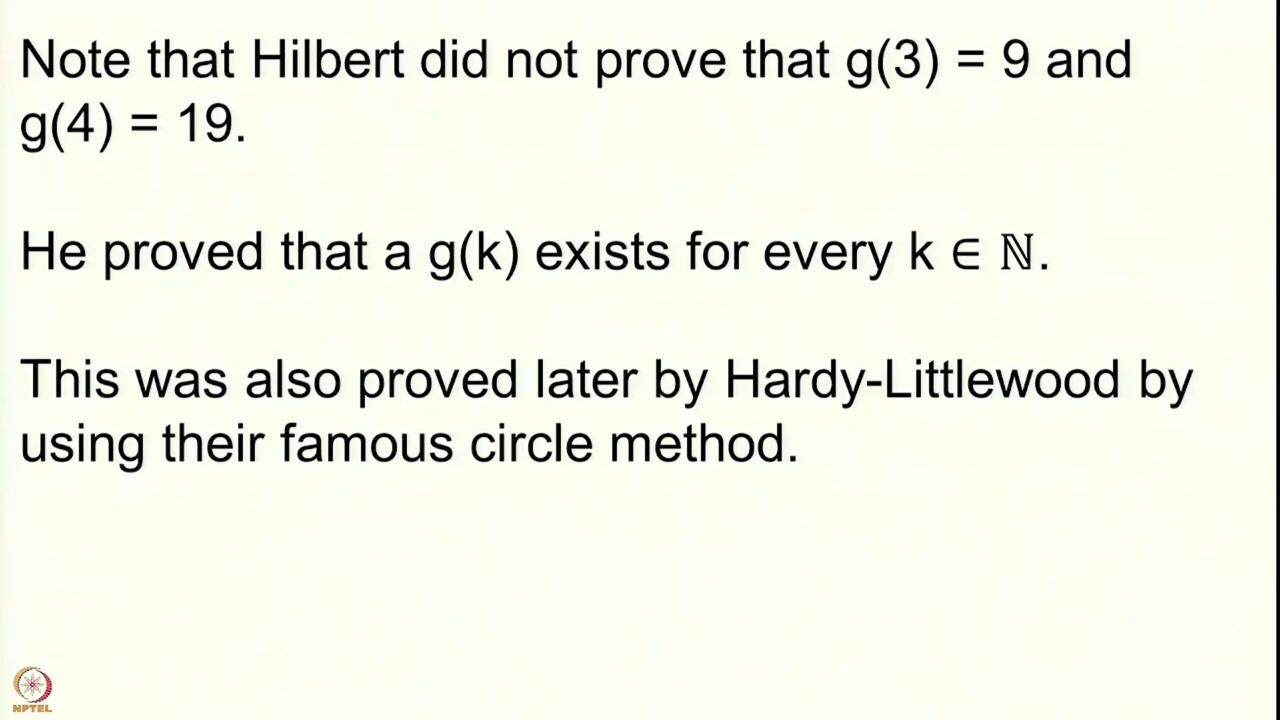 Note that Hilbert did not prove that g(3) = 9 and
g(4) = 19.
He proved that a g(k) exists for every k ∈ ℕ.
This was also proved later by Hardy-Littlewood by
using their famous circle method.
NPTEL